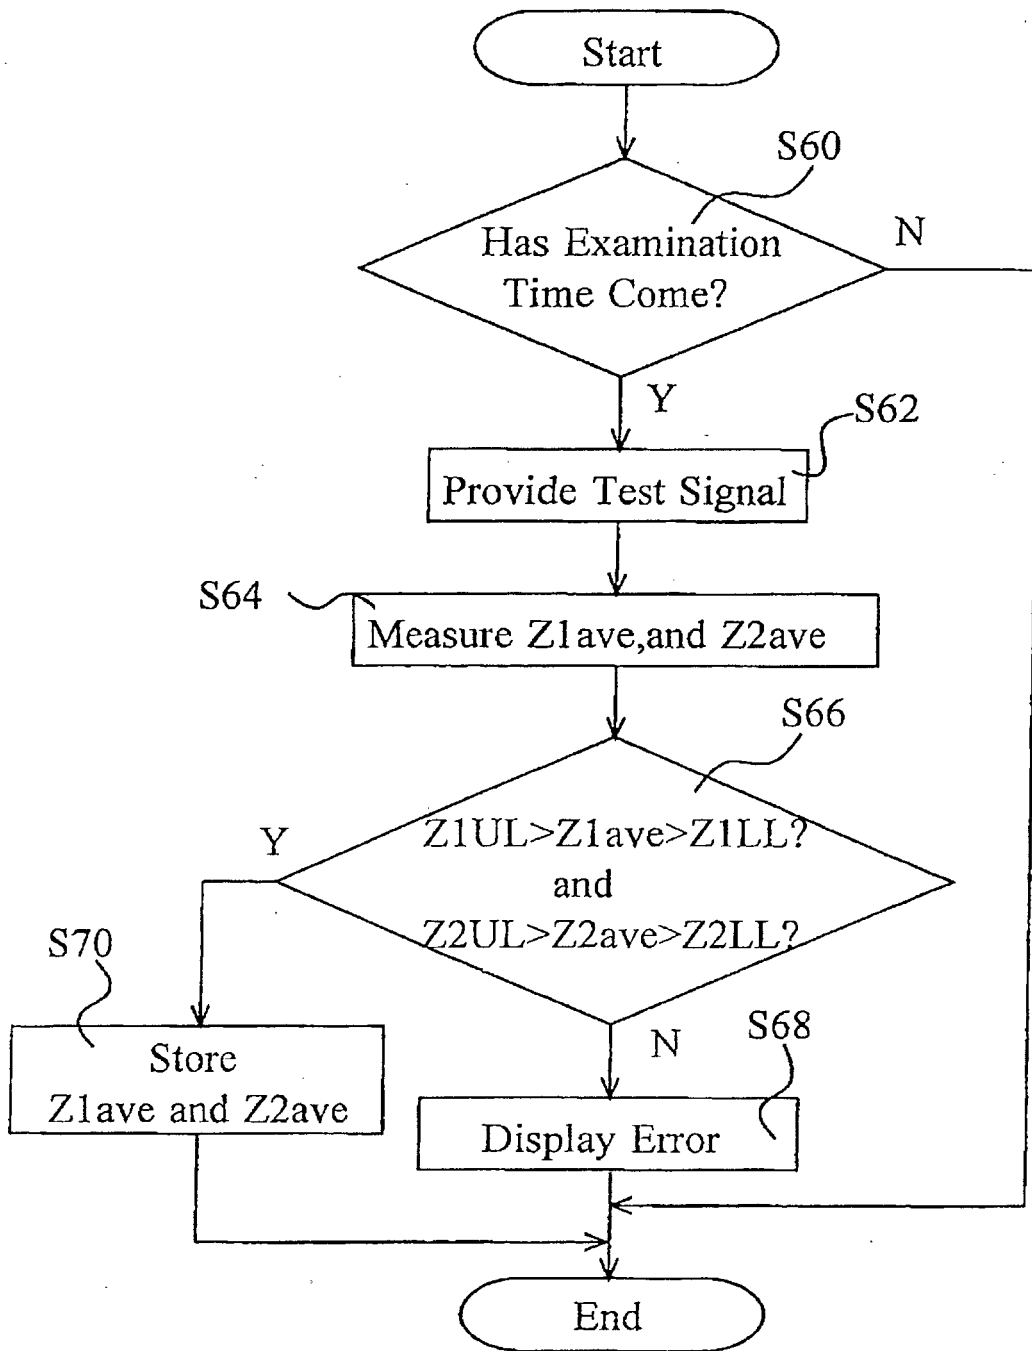 Start
S60
Has Examination
Time Come?
N
Y
S62
Provide Test Signal
S64
Measure Z1ave,and Z2ave
S66
Y
Z1UL>Z1ave>Z1LL?
and
Z2UL>Z2ave>Z2LL?
S70
N
S68
Store
Z1ave and Z2ave
Display Error
End